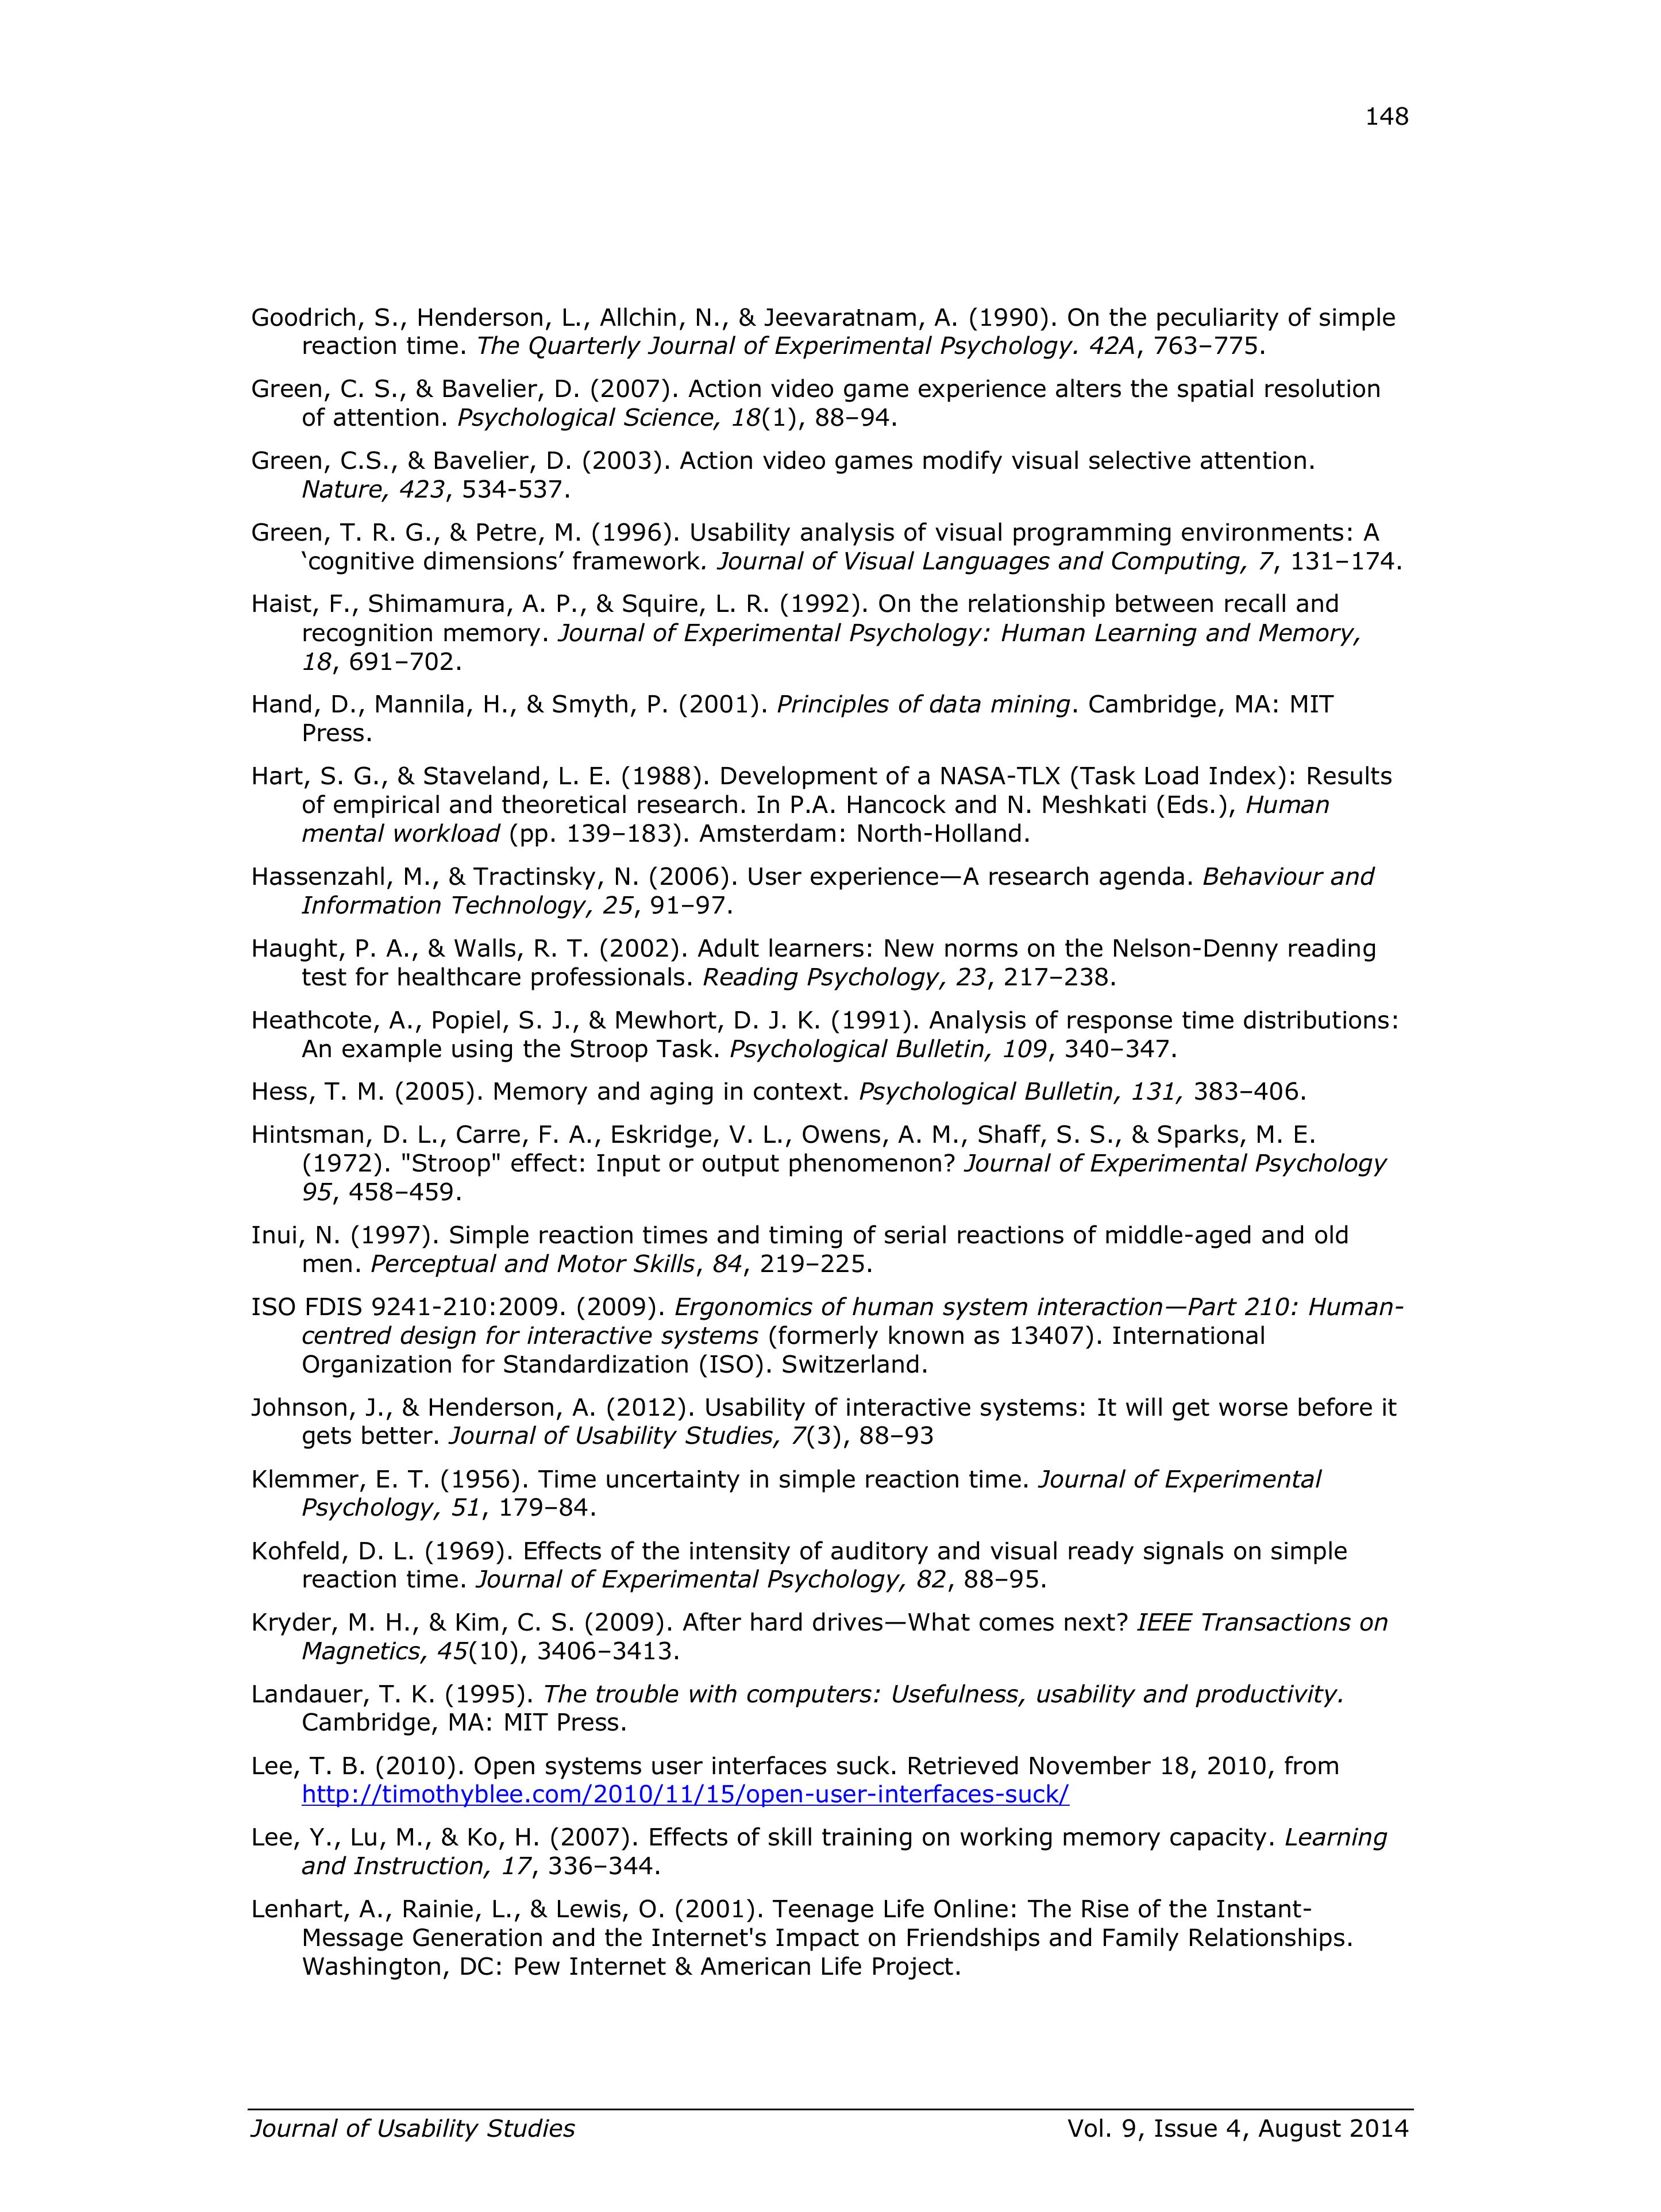 148
Goodrich, S., Henderson, L., Allchin, N., & Jeevaratnam, A. (1990). On the peculiarity of simple
reaction time. The Quarterly Journal of Experimental Psychology. 42A, 763–775.
Green, C. S., & Bavelier, D. (2007). Action video game experience alters the spatial resolution
of attention. Psychological Science, 18(1), 88–94.
Green, C.S., & Bavelier, D. (2003). Action video games modify visual selective attention.
Nature, 423, 534-537.
Green, T. R. G., & Petre, M. (1996). Usability analysis of visual programming environments: A
‘cognitive dimensions’ framework. Journal of Visual Languages and Computing, 7, 131–174.
Haist, F., Shimamura, A. P., & Squire, L. R. (1992). On the relationship between recall and
recognition memory. Journal of Experimental Psychology: Human Learning and Memory,
18, 691–702.
Hand, D., Mannila, H., & Smyth, P. (2001). Principles of data mining. Cambridge, MA: MIT
Press.
Hart, S. G., & Staveland, L. E. (1988). Development of a NASA-TLX (Task Load Index): Results
of empirical and theoretical research. In P.A. Hancock and N. Meshkati (Eds.), Human
mental workload (pp. 139–183). Amsterdam: North-Holland.
Hassenzahl, M., & Tractinsky, N. (2006). User experience—A research agenda. Behaviour and
Information Technology, 25, 91–97.
Haught, P. A., & Walls, R. T. (2002). Adult learners: New norms on the Nelson-Denny reading
test for healthcare professionals. Reading Psychology, 23, 217–238.
Heathcote, A., Popiel, S. J., & Mewhort, D. J. K. (1991). Analysis of response time distributions:
An example using the Stroop Task. Psychological Bulletin, 109, 340–347.
Hess, T. M. (2005). Memory and aging in context. Psychological Bulletin, 131, 383–406.
Hintsman, D. L., Carre, F. A., Eskridge, V. L., Owens, A. M., Shaff, S. S., & Sparks, M. E.
(1972). "Stroop" effect: Input or output phenomenon? Journal of Experimental Psychology
95, 458–459.
Inui, N. (1997). Simple reaction times and timing of serial reactions of middle-aged and old
men. Perceptual and Motor Skills, 84, 219–225.
ISO FDIS 9241-210:2009. (2009). Ergonomics of human system interaction—Part 210: Human-
centred design for interactive systems (formerly known as 13407). International
Organization for Standardization (ISO). Switzerland.
Johnson, J., & Henderson, A. (2012). Usability of interactive systems: It will get worse before it
gets better. Journal of Usability Studies, 7(3), 88–93
Klemmer, E. T. (1956). Time uncertainty in simple reaction time. Journal of Experimental
Psychology, 51, 179–84.
Kohfeld, D. L. (1969). Effects of the intensity of auditory and visual ready signals on simple
reaction time. Journal of Experimental Psychology, 82, 88–95.
Kryder, M. H., & Kim, C. S. (2009). After hard drives—What comes next? IEEE Transactions on
Magnetics, 45(10), 3406–3413.
Landauer, T. K. (1995). The trouble with computers: Usefulness, usability and productivity.
Cambridge, MA: MIT Press.
Lee, T. B. (2010). Open systems user interfaces suck. Retrieved November 18, 2010, from
http://timothyblee.com/2010/11/15/open-user-interfaces-suck/
Lee, Y., Lu, M., & Ko, H. (2007). Effects of skill training on working memory capacity. Learning
and Instruction, 17, 336–344.
Lenhart, A., Rainie, L., & Lewis, O. (2001). Teenage Life Online: The Rise of the Instant-
Message Generation and the Internet's Impact on Friendships and Family Relationships.
Washington, DC: Pew Internet & American Life Project.
Journal of Usability Studies Vol. 9, Issue 4, August 2014